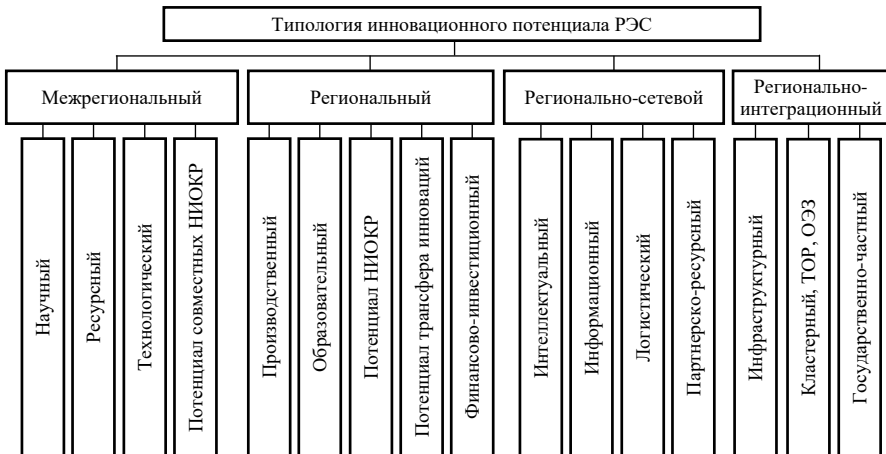 Типология инновационного потенциала РЭС
Межрегиональный
Региональный
Регионально-сетевой
Регионально-
интеграционный
Научный
Ресурсный
Технологический
Потенциал совместных НИОКР
Производственный
Образовательный
Потенциал НИОКР
Потенциал трансфера инноваций
Финансово-инвестиционный
Интеллектуальный
Информационный
Логистический
Партнерско-ресурсный
Инфраструктурный
Кластерный, ТОР, ОЭЗ
Государственно-частный